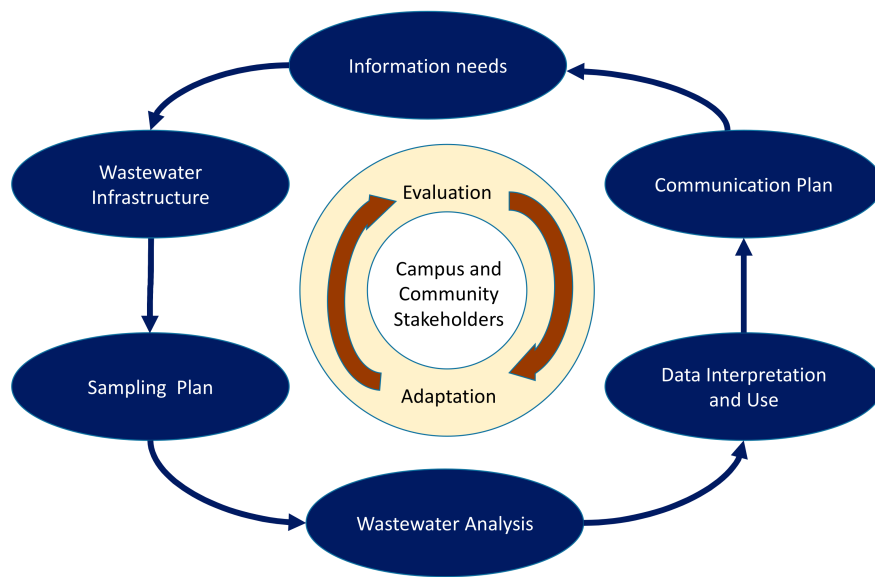 Information needs
Wastewater
Infrastructure
Communication Plan
Evaluation
Campus and
Community
Stakeholders
Adaptation
Sampling Plan
Data Interpretation
and Use
Wastewater Analysis